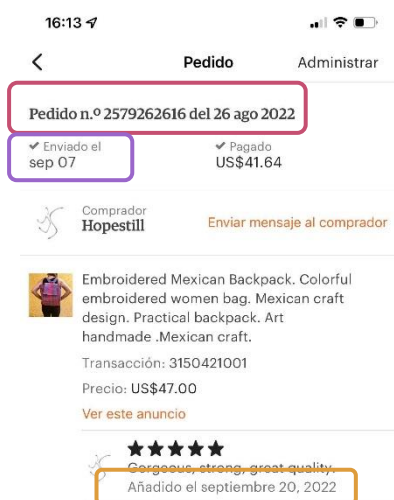 16:13
Pedido
Administrar
Pedido n.º 2579262616 del 26 ago 2022
✔ Enviado el
sep 07
✔ Pagado
US$41.64
Comprador
Hopestill
Enviar mensaje al comprador
Embroidered Mexican Backpack. Colorful
embroidered women bag. Mexican craft
design. Practical backpack. Art
handmade .Mexican craft.
Transacción: 3150421001
Precio: US$47.00
Ver este anuncio
★★★★★
Gorgeous, strong, great quality.
Añadido el septiembre 20, 2022